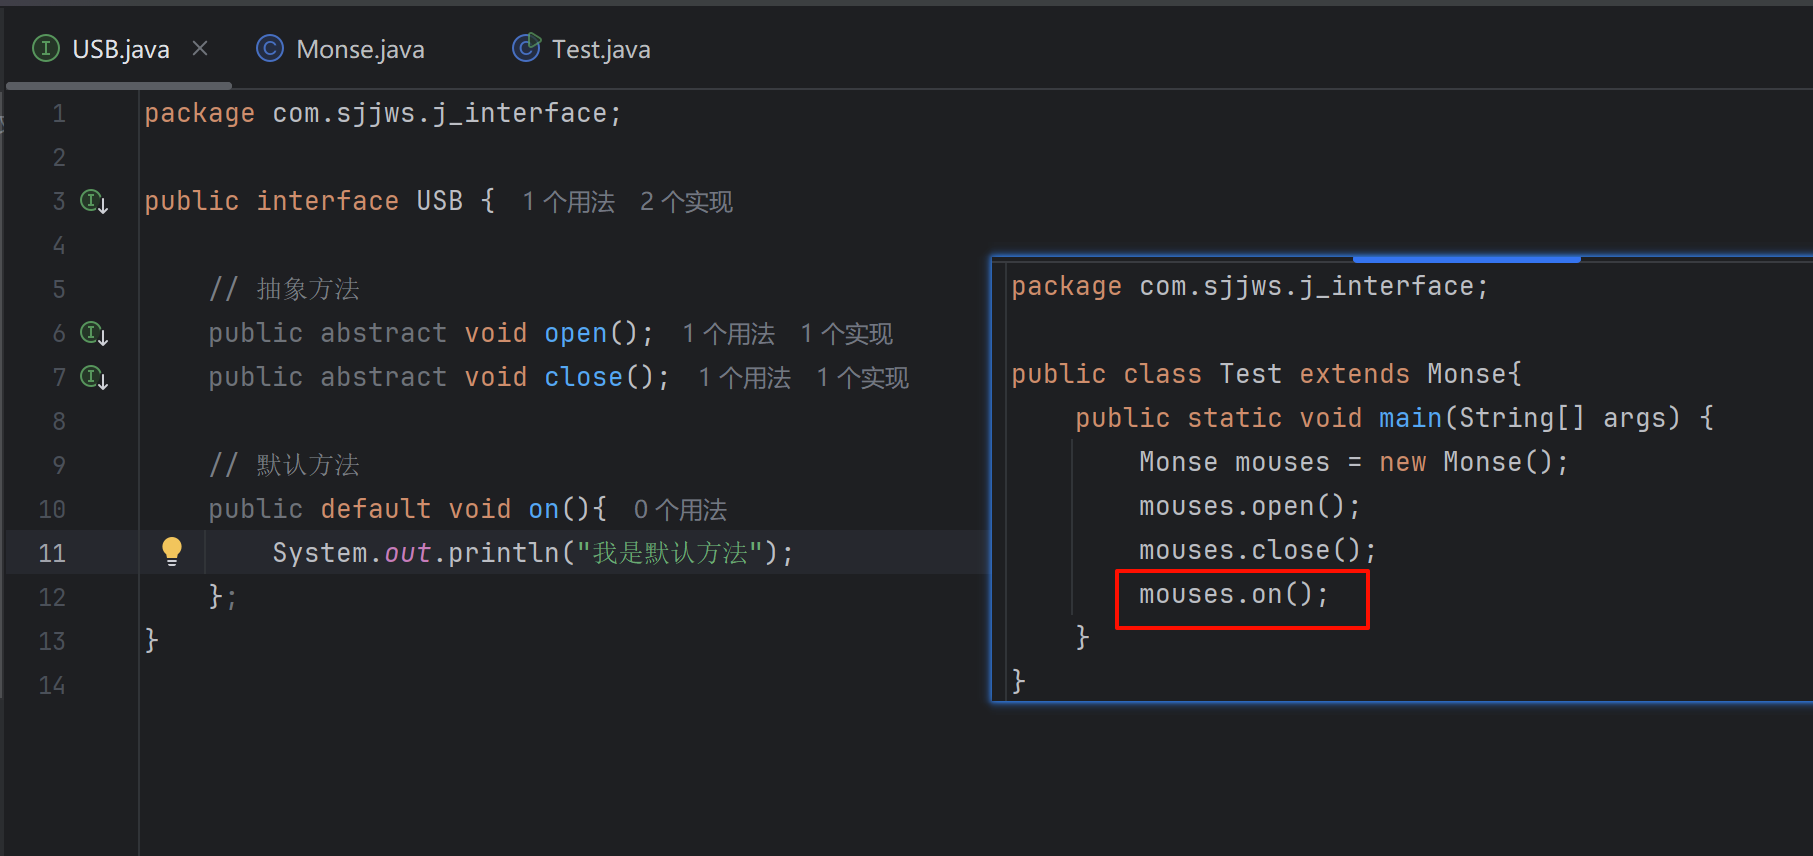 USB.java
Monse.java
Test.java
1 package com.sjjws.j_interface;
2
3 public interface USB { 1 个用法 2 个实现
4
5 // 抽象方法
6 public abstract void open(); 1 个用法 1 个实现
7 public abstract void close(); 1 个用法 1 个实现
8
9 // 默认方法
10 public default void on(){ 0 个用法
11 System.out.println("我是默认方法");
12 };
13 }
14
package com.sjjws.j_interface;
public class Test extends Monse{
public static void main(String[] args) {
Monse mouses = new Monse();
mouses.open();
mouses.close();
mouses.on();
}
}